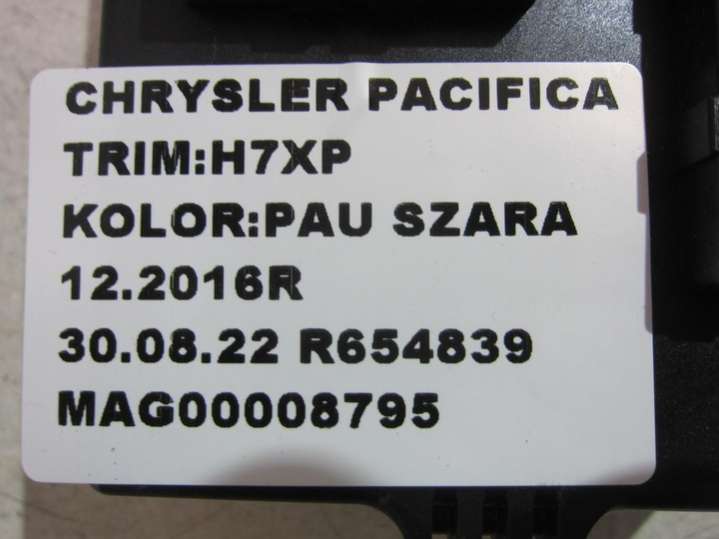 CHRYSLER PACIFICA
TRIM:H7XP
KOLOR:PAU SZARA
12.2016R
30.08.22 R654839
MAG00008795